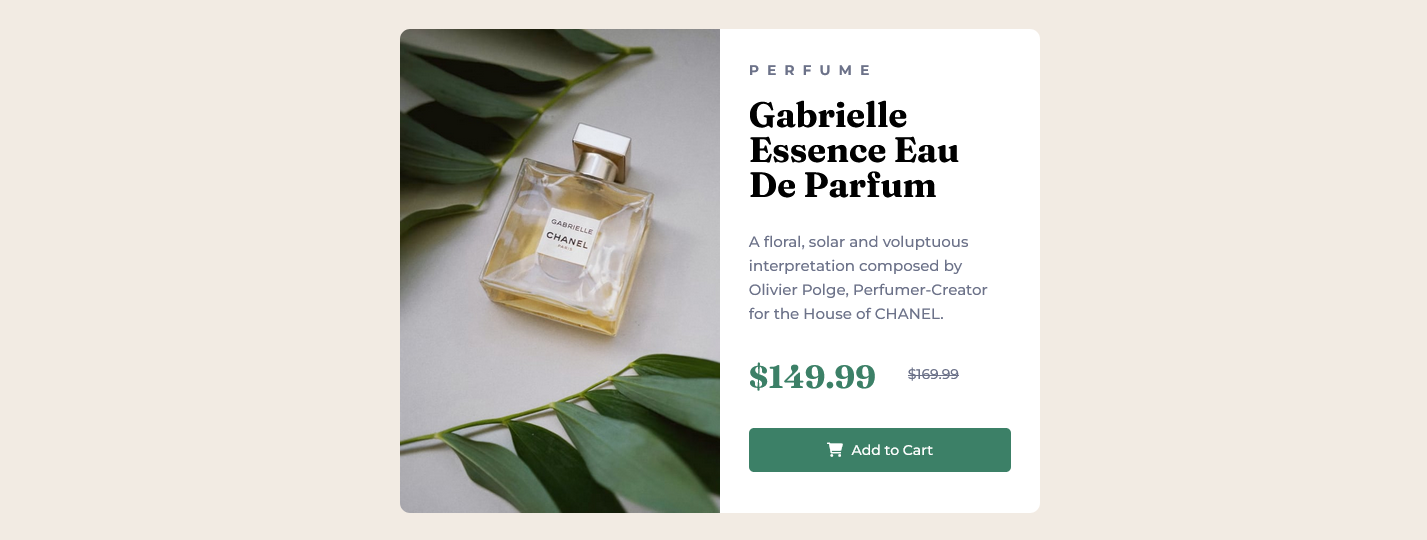 GABRIELLE
CHANEL
PARIS
PERFUME
Gabrielle
Essence Eau
De Parfum
A floral, solar and voluptuous
interpretation composed by
Olivier Polge, Perfumer-Creator
for the House of CHANEL.
$149.99 $169.99
Add to Cart